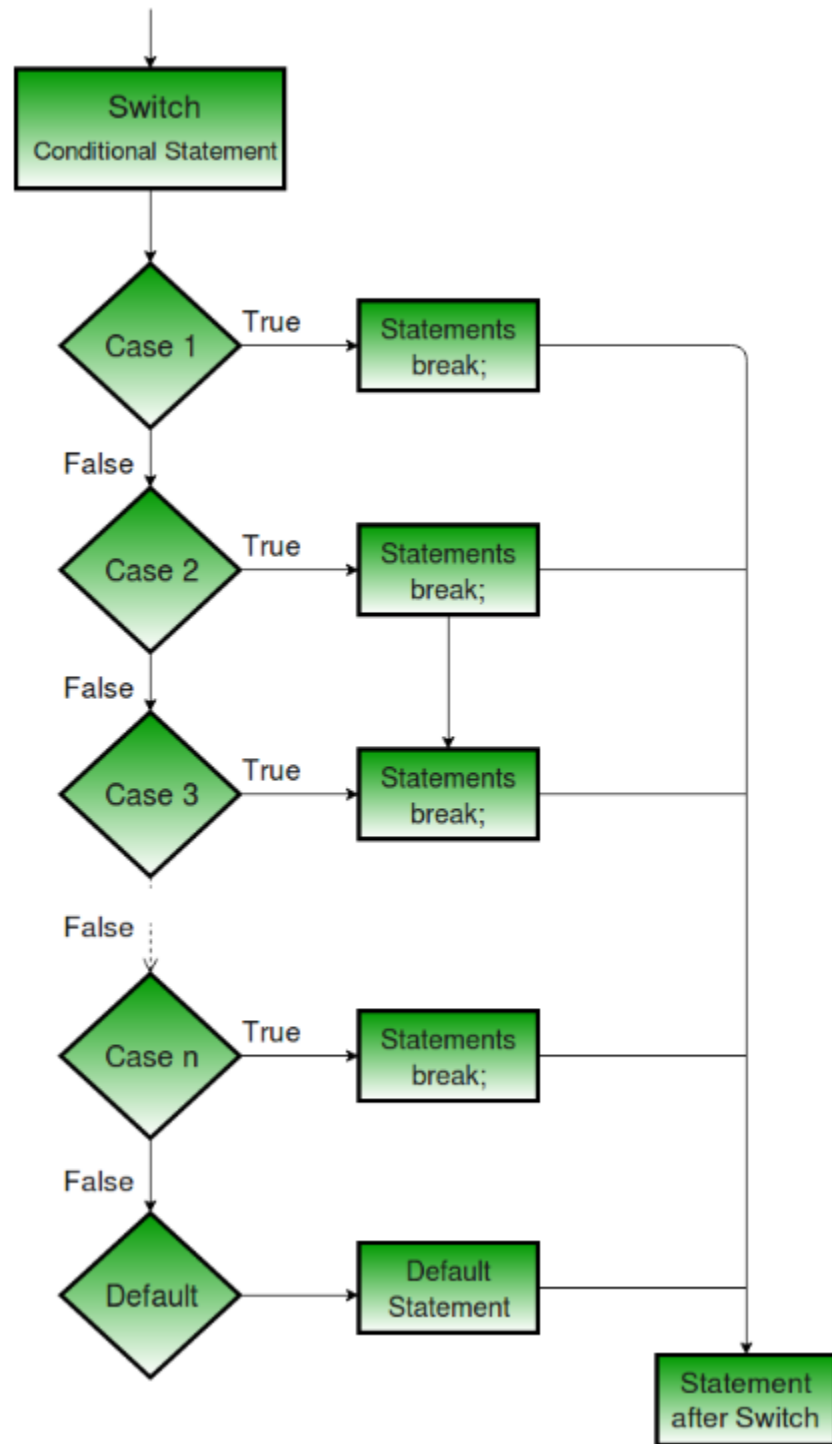 Switch
Conditional Statement
Case 1
True
Statements
break;
False
Case 2
True
Statements
break;
False
Case 3
True
Statements
break;
False
Case n
True
Statements
break;
False
Default
Default
Statement
Statement
after Switch